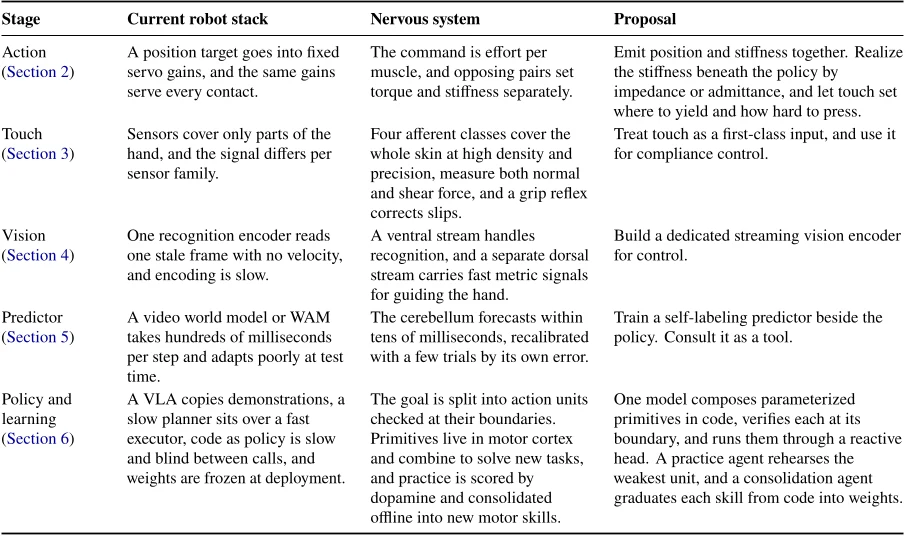 Stage Current robot stack Nervous system Proposal
Action A position target goes into fixed The command is effort per Emit position and stiffness together. Realize
(Section 2) servo gains, and the same gains muscle, and opposing pairs set the stiffness beneath the policy by
serve every contact. torque and stiffness separately. impedance or admittance, and let touch set
where to yield and how hard to press.
Touch Sensors cover only parts of the Four afferent classes cover the Treat touch as a first-class input, and use it
(Section 3) hand, and the signal differs per whole skin at high density and for compliance control.
sensor family. precision, measure both normal
and shear force, and a grip reflex
corrects slips.
Vision One recognition encoder reads A ventral stream handles Build a dedicated streaming vision encoder
(Section 4) one stale frame with no velocity, recognition, and a separate dorsal for control.
and encoding is slow. stream carries fast metric signals
for guiding the hand.
Predictor A video world model or WAM The cerebellum forecasts within Train a self-labeling predictor beside the
(Section 5) takes hundreds of milliseconds tens of milliseconds, recalibrated policy. Consult it as a tool.
per step and adapts poorly at test with a few trials by its own error.
time.
Policy and A VLA copies demonstrations, a The goal is split into action units One model composes parameterized
learning slow planner sits over a fast checked at their boundaries. primitives in code, verifies each at its
(Section 6) executor, code as policy is slow Primitives live in motor cortex boundary, and runs them through a reactive
and blind between calls, and and combine to solve new tasks, head. A practice agent rehearses the
weights are frozen at deployment. and practice is scored by weakest unit, and a consolidation agent
dopamine and consolidated graduates each skill from code into weights.
offline into new motor skills.